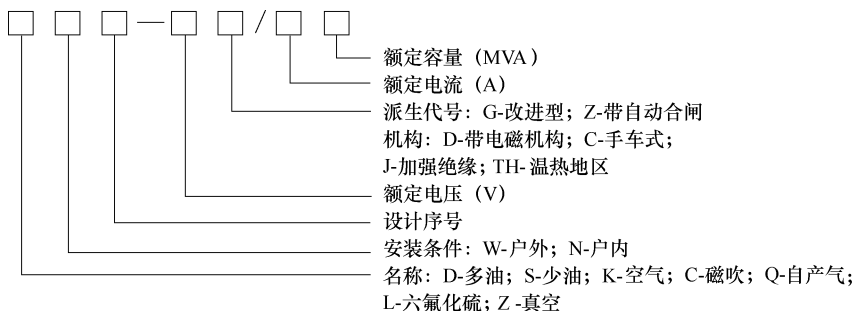 □ □ □—□ □/□ □
额定容量（MVA）
额定电流（A）
派生代号：G-改进型；Z-带自动合闸
机构：D-带电磁机构；C-手车式；
J-加强绝缘；TH-温热地区
额定电压（V）
设计序号
安装条件：W-户外；N-户内
名称：D-多油；S-少油；K-空气；C-磁吹；Q-自产气；
L-六氟化硫；Z-真空